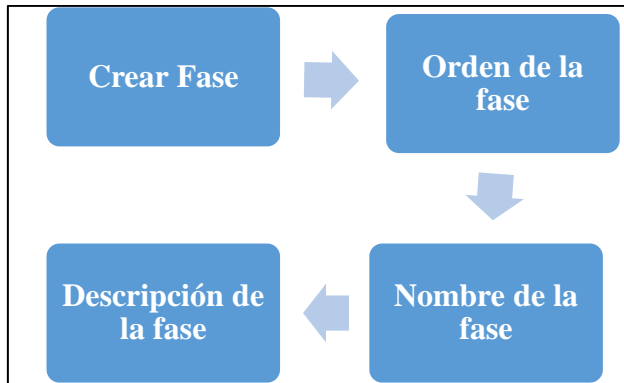 Crear Fase
Orden de la
fase
Nombre de la
fase
Descripción de
la fase